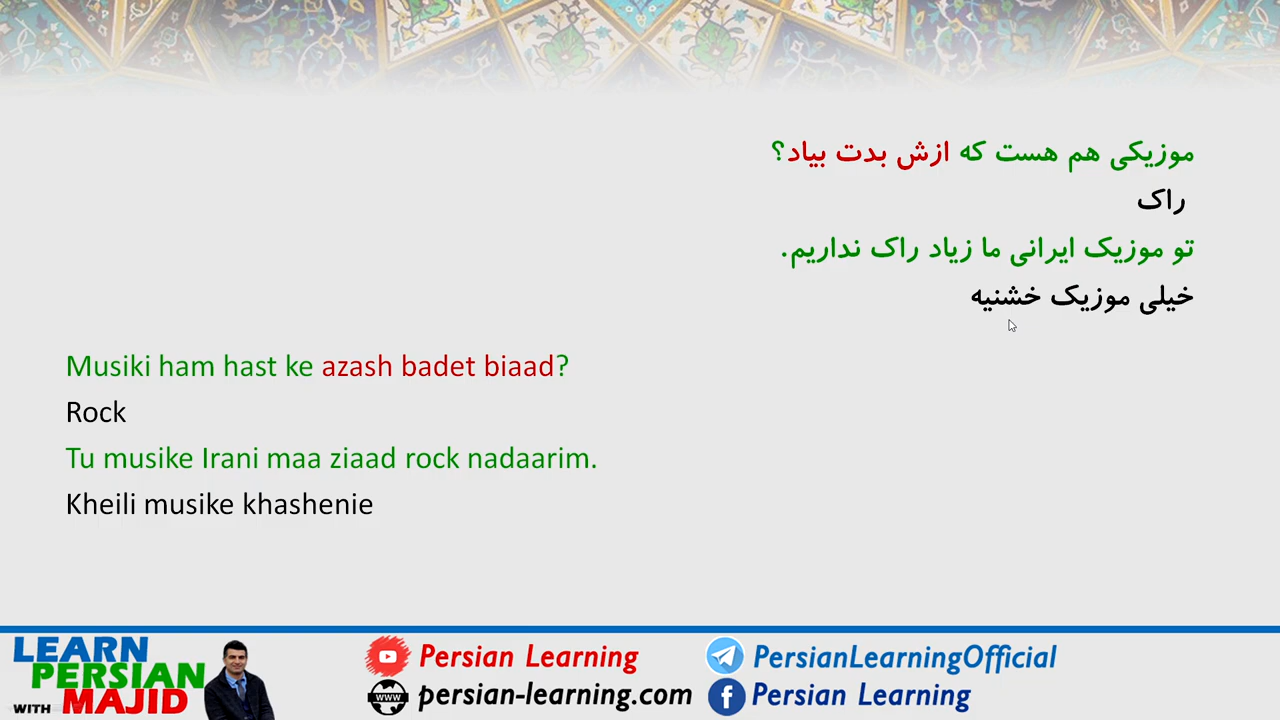 موزیکی هم هست که ازش بدت بیاد؟
راک
تو موزیک ایرانی ما زیاد راک نداریم.
خیلی موزیک خشنیه
Musiki ham hast ke azash badet biaad?
Rock
Tu musike Irani maa ziaad rock nadaarim.
Kheili musike khashenie
LEARN
PERSIAN
WITH MAJID
Persian Learning
PersianLearningOfficial
WWW persian-learning.com
Persian Learning